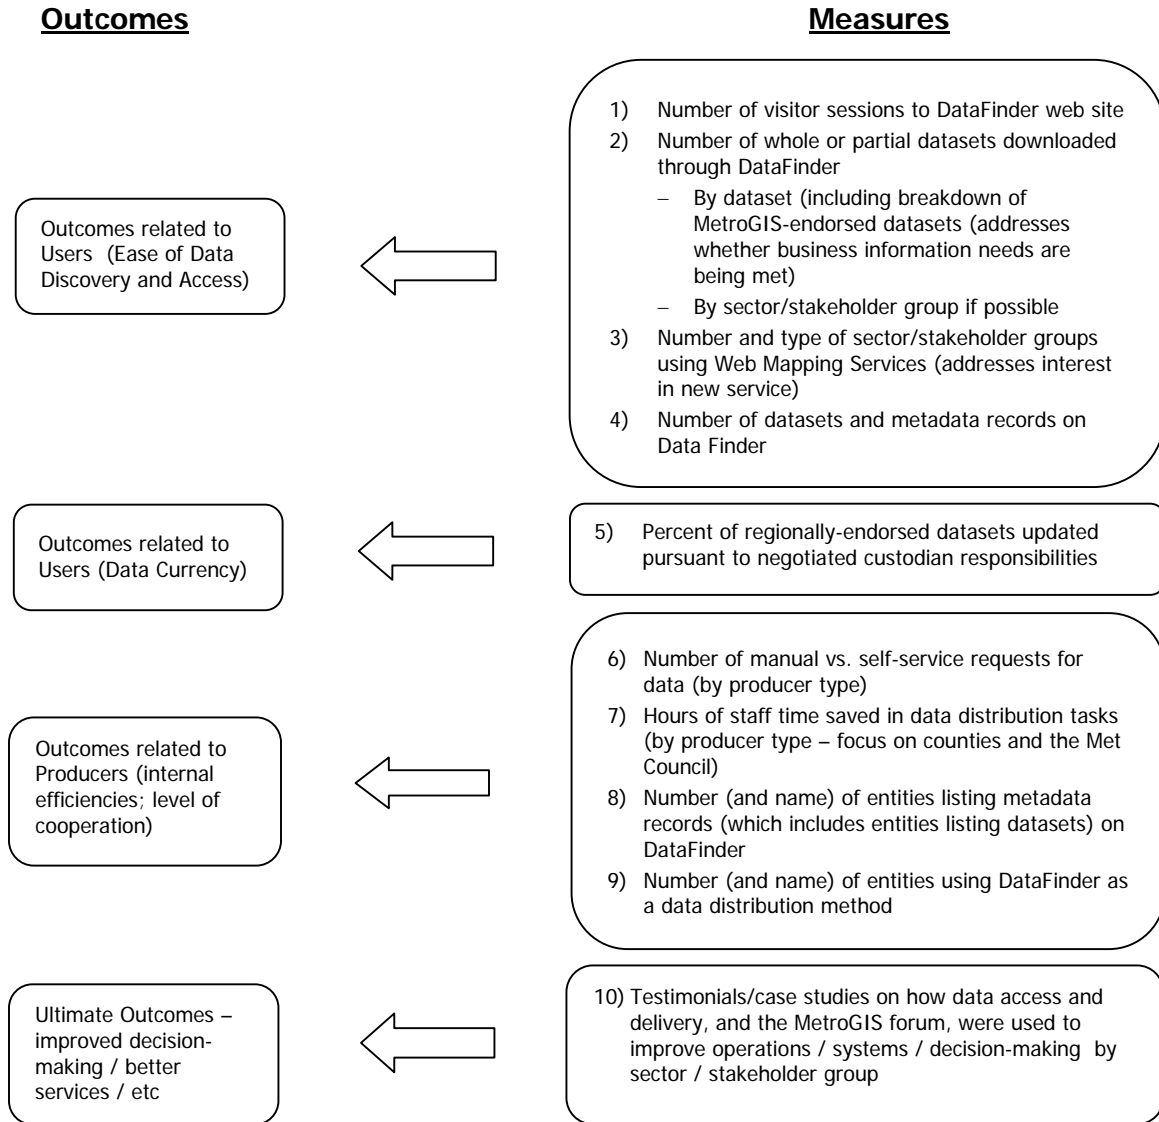 Outcomes
Measures
Outcomes related to
Users  (Ease of Data
Discovery and Access)
1) Number of visitor sessions to DataFinder web site
2) Number of whole or partial datasets downloaded
through DataFinder
− By dataset (including breakdown of
MetroGIS-endorsed datasets (addresses
whether business information needs are
being met)
− By sector/stakeholder group if possible
3) Number and type of sector/stakeholder groups
using Web Mapping Services (addresses interest
in new service)
4) Number of datasets and metadata records on
Data Finder
Outcomes related to
Users (Data Currency)
5) Percent of regionally-endorsed datasets updated
pursuant to negotiated custodian responsibilities
Outcomes related to
Producers (internal
efficiencies; level of
cooperation)
6) Number of manual vs. self-service requests for
data (by producer type)
7) Hours of staff time saved in data distribution tasks
(by producer type – focus on counties and the Met
Council)
8) Number (and name) of entities listing metadata
records (which includes entities listing datasets) on
DataFinder
9) Number (and name) of entities using DataFinder as
a data distribution method
Ultimate Outcomes –
improved decision-
making / better
services / etc
10) Testimonials/case studies on how data access and
delivery, and the MetroGIS forum, were used to
improve operations / systems / decision-making  by
sector / stakeholder group